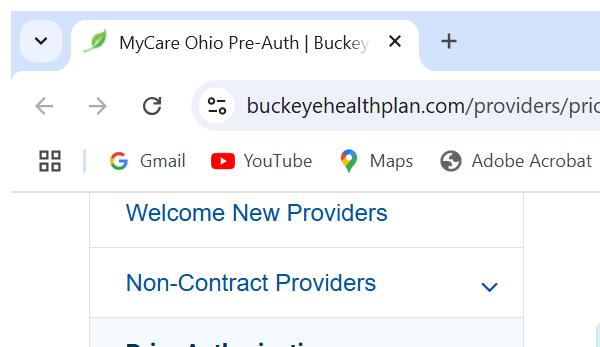 MyCare Ohio Pre-Auth | Buckey
buckeyehealthplan.com/providers/pric
Gmail YouTube Maps Adobe Acrobat
Welcome New Providers
Non-Contract Providers